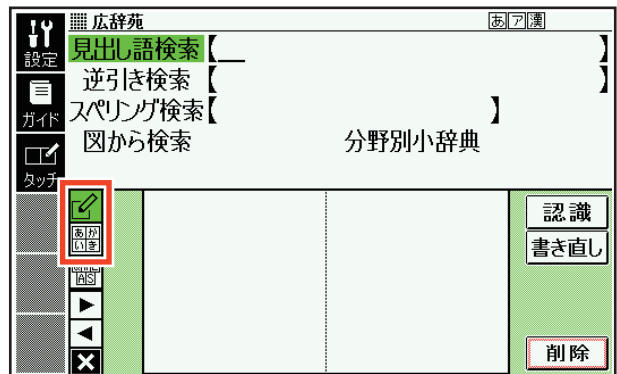 広辞苑 あ ア 漢
設定
見出し語検索【 】
逆引き検索【 】
ガイド
スペリング検索【 】
図から検索 分野別小辞典
タッチ
あ か
い き
認識
書き直し
A S
削除